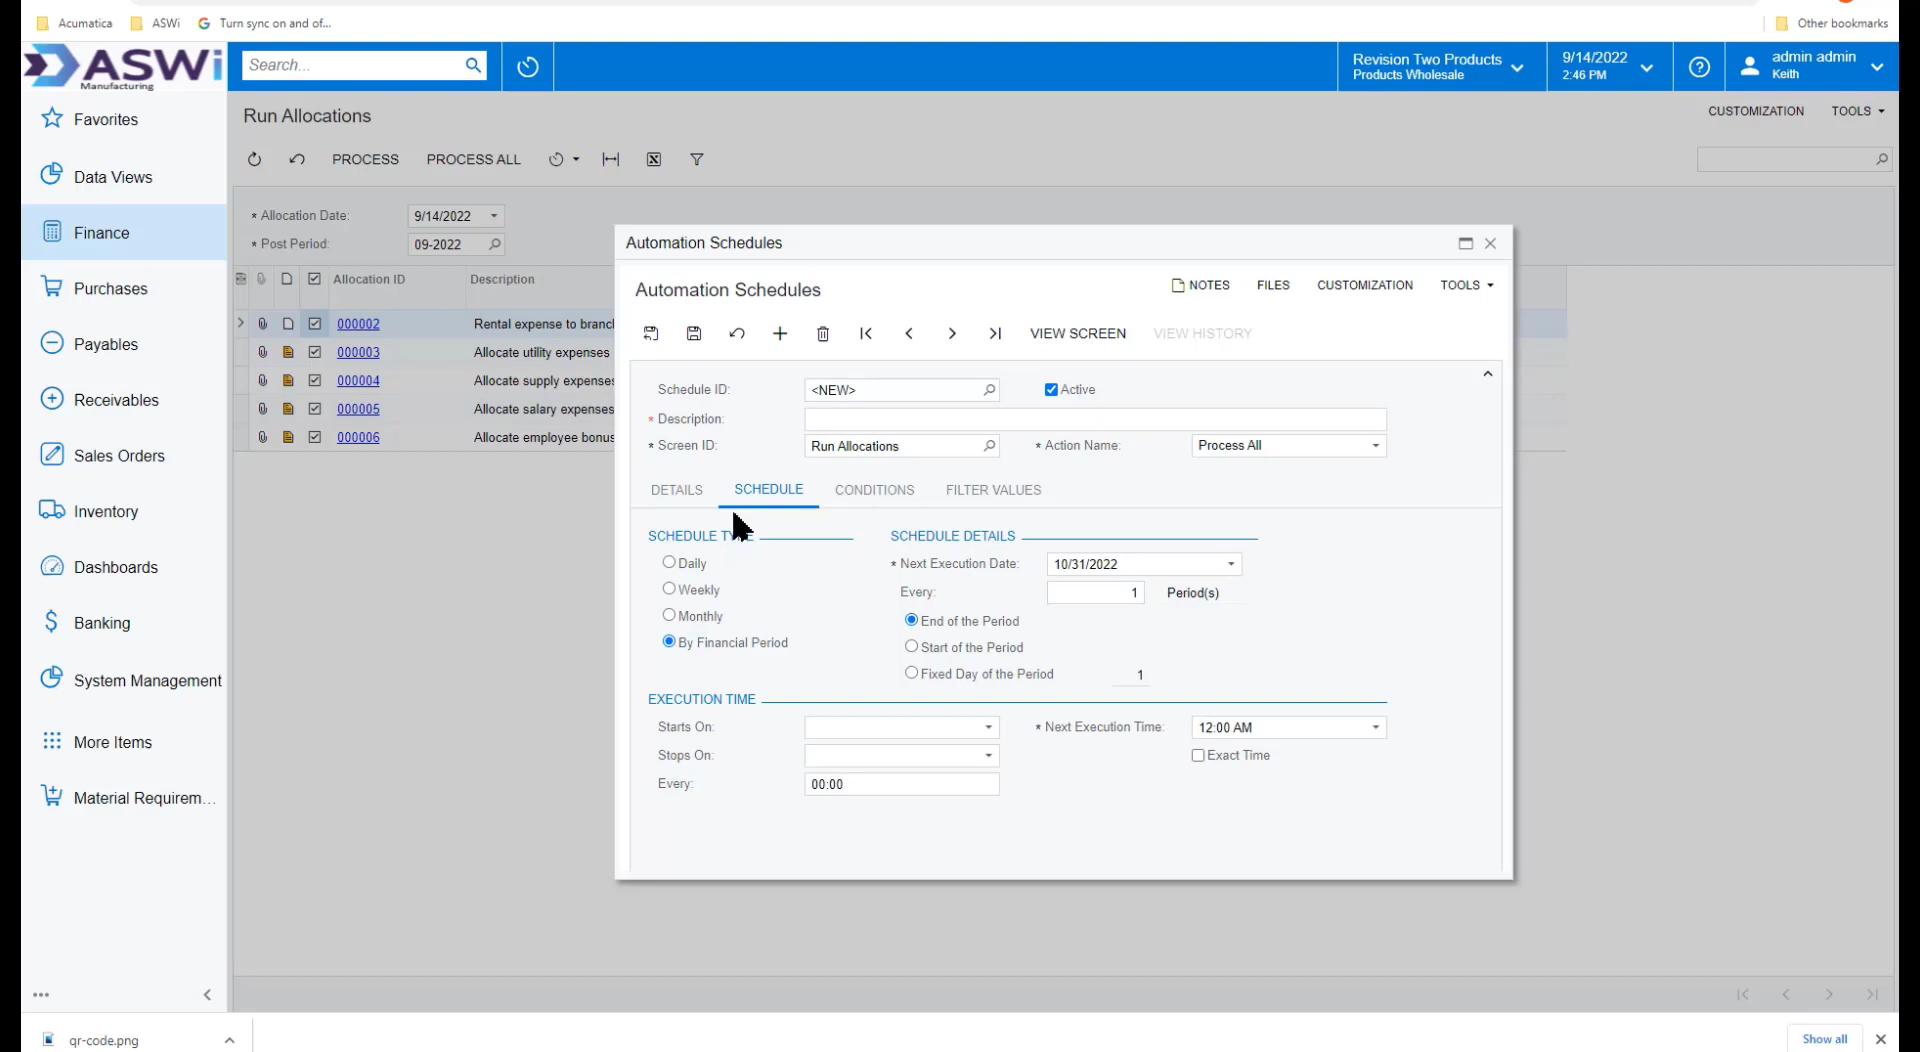 Acumatica ASWi Turn sync on and of... Other bookmarks
ASWi
Manufacturing
Search...
Revision Two Products
Products Wholesale
9/14/2022
2:46 PM
admin admin
Keith
Favorites
Data Views
Finance
Purchases
Payables
Receivables
Sales Orders
Inventory
Dashboards
Banking
System Management
More Items
Material Requirem...
Run Allocations
CUSTOMIZATION TOOLS
PROCESS PROCESS ALL
* Allocation Date: 9/14/2022
* Post Period: 09-2022
Allocation ID Description
000002 Rental expense to branc
000003 Allocate utility expenses
000004 Allocate supply expenses
000005 Allocate salary expenses
000006 Allocate employee bonus
Automation Schedules
Automation Schedules
NOTES FILES CUSTOMIZATION TOOLS
VIEW SCREEN VIEW HISTORY
Schedule ID: <NEW> Active
* Description:
* Screen ID: Run Allocations * Action Name: Process All
DETAILS SCHEDULE CONDITIONS FILTER VALUES
SCHEDULE TYPE
Daily
Weekly
Monthly
By Financial Period
SCHEDULE DETAILS
* Next Execution Date: 10/31/2022
Every: 1 Period(s)
End of the Period
Start of the Period
Fixed Day of the Period 1
EXECUTION TIME
Starts On: * Next Execution Time: 12:00 AM
Stops On: Exact Time
Every: 00:00
qr-code.png
Show all